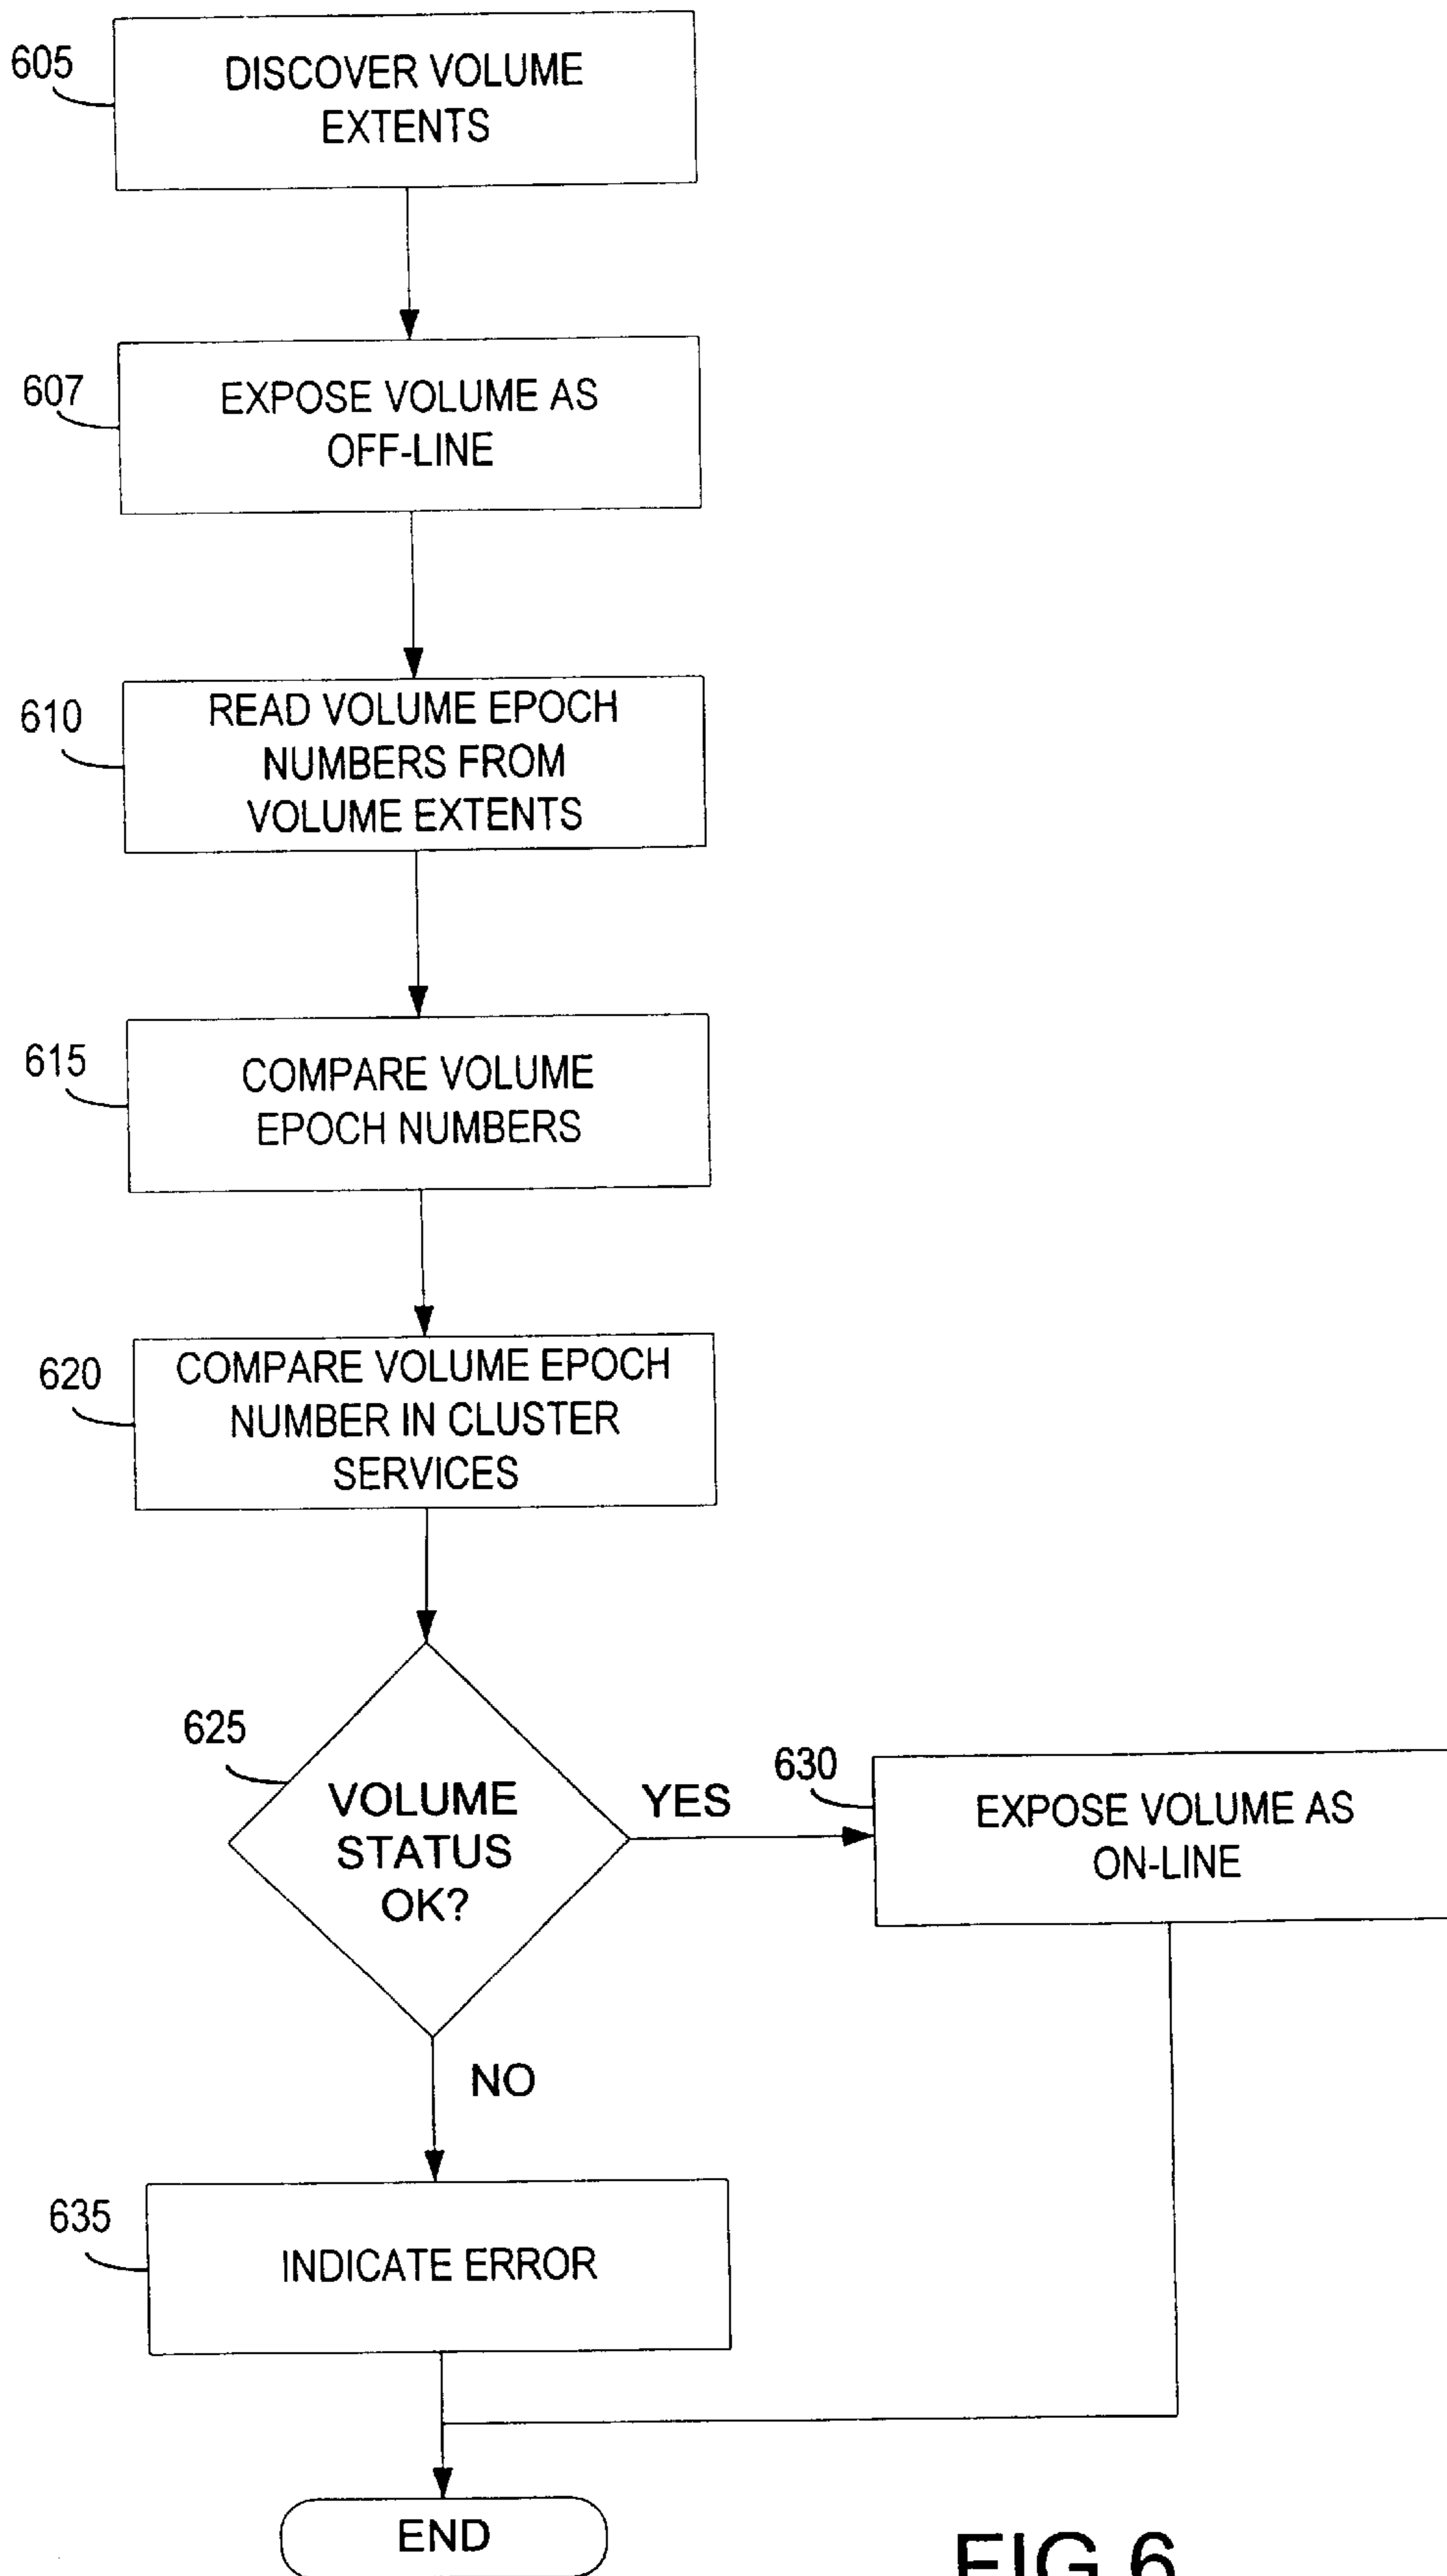 605
DISCOVER VOLUME
EXTENTS
607
EXPOSE VOLUME AS
OFF-LINE
610
READ VOLUME EPOCH
NUMBERS FROM
VOLUME EXTENTS
615
COMPARE VOLUME
EPOCH NUMBERS
620
COMPARE VOLUME EPOCH
NUMBER IN CLUSTER
SERVICES
625
VOLUME
STATUS
OK?
YES
630
EXPOSE VOLUME AS
ON-LINE
NO
635
INDICATE ERROR
END
FIG.6